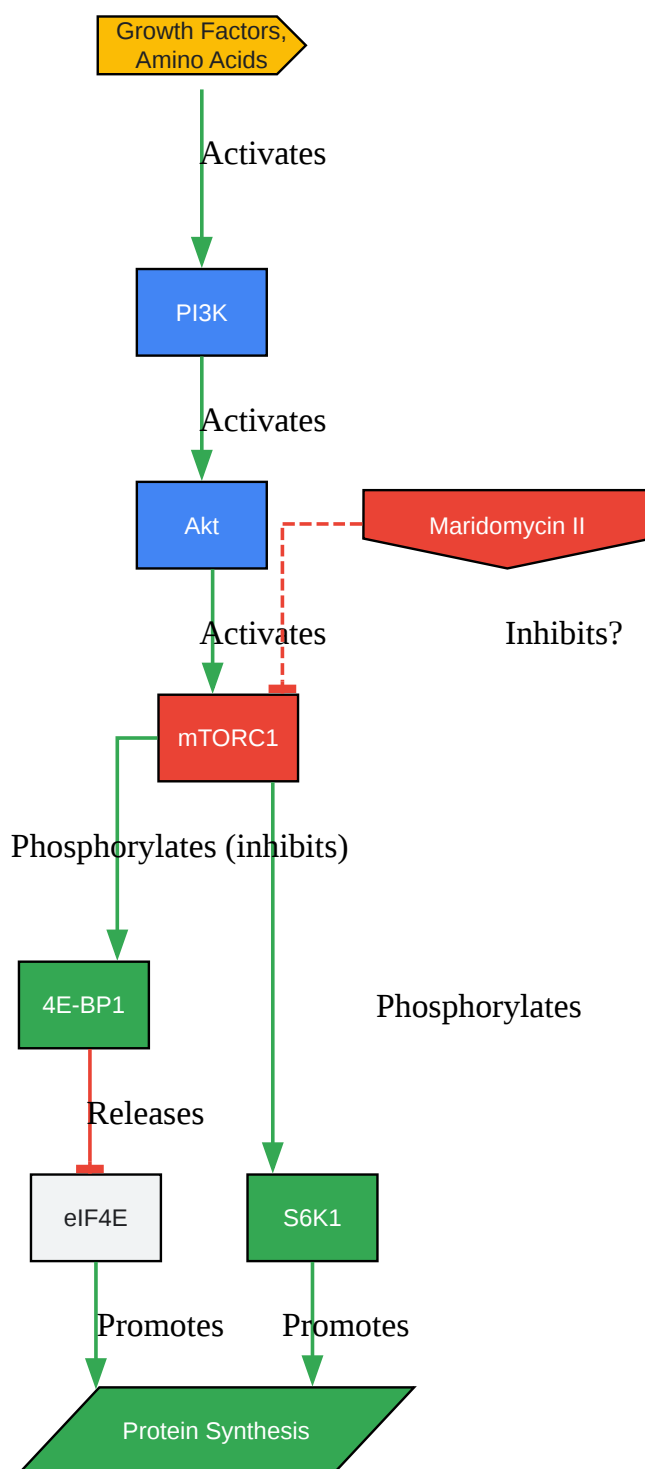 Growth Factors,
Amino Acids
Activates
PI3K
Activates
Akt
Maridomycin II
Activates
Inhibits?
mTORC1
Phosphorylates (inhibits)
4E-BP1
Phosphorylates
Releases
eIF4E
S6K1
Promotes
Promotes
Protein Synthesis